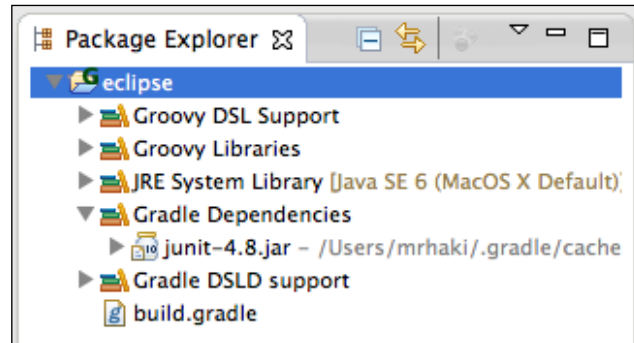 Package Explorer
eclipse
Groovy DSL Support
Groovy Libraries
JRE System Library [Java SE 6 (MacOS X Default)]
Gradle Dependencies
junit-4.8.jar – /Users/mrhaki/.gradle/cache
Gradle DSLD support
build.gradle